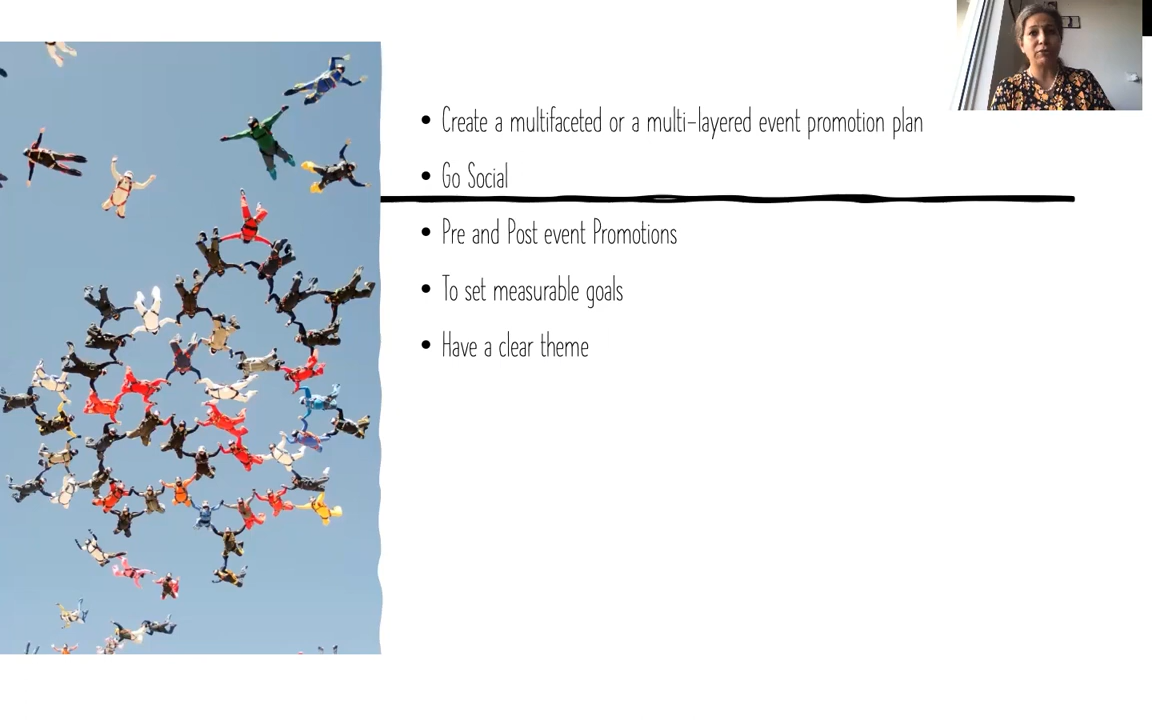 • Create a multifaceted or a multi-layered event promotion plan
• Go Social
• Pre and Post event Promotions
• To set measurable goals
• Have a clear theme